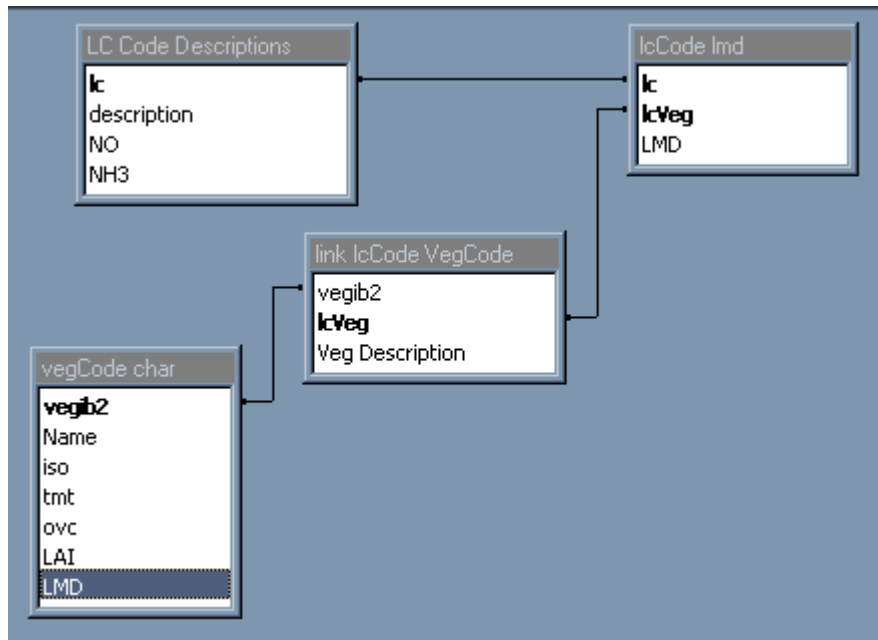 LC Code Descriptions
lc
description
NO
NH3
lcCode lmd
lc
lcVeg
LMD
link lcCode VegCode
vegib2
lcVeg
Veg Description
vegCode char
vegib2
Name
iso
tmt
ovc
LAI
LMD